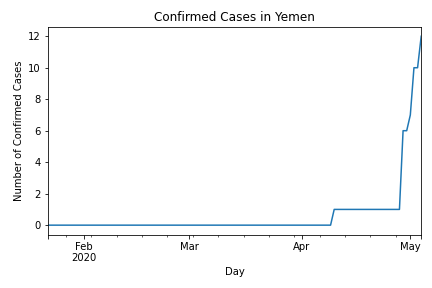 Confirmed Cases in Yemen
Number of Confirmed Cases
12
10
8
6
4
2
0
Feb Mar Apr May
2020
Day